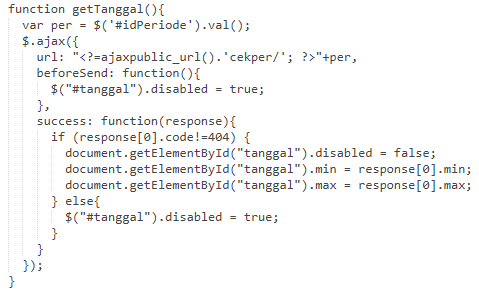 function getTanggal(){
  var per = $('#idPeriode').val();
  $.ajax({
    url: "<?=ajaxpublic_url().'cekper/'; ?>"+per,
    beforeSend: function(){
      $("#tanggal").disabled = true;
    },
    success: function(response){
      if (response[0].code!=404) {
        document.getElementById("tanggal").disabled = false;
        document.getElementById("tanggal").min = response[0].min;
        document.getElementById("tanggal").max = response[0].max;
      } else{
        $("#tanggal").disabled = true;
      }
    }
  });
}